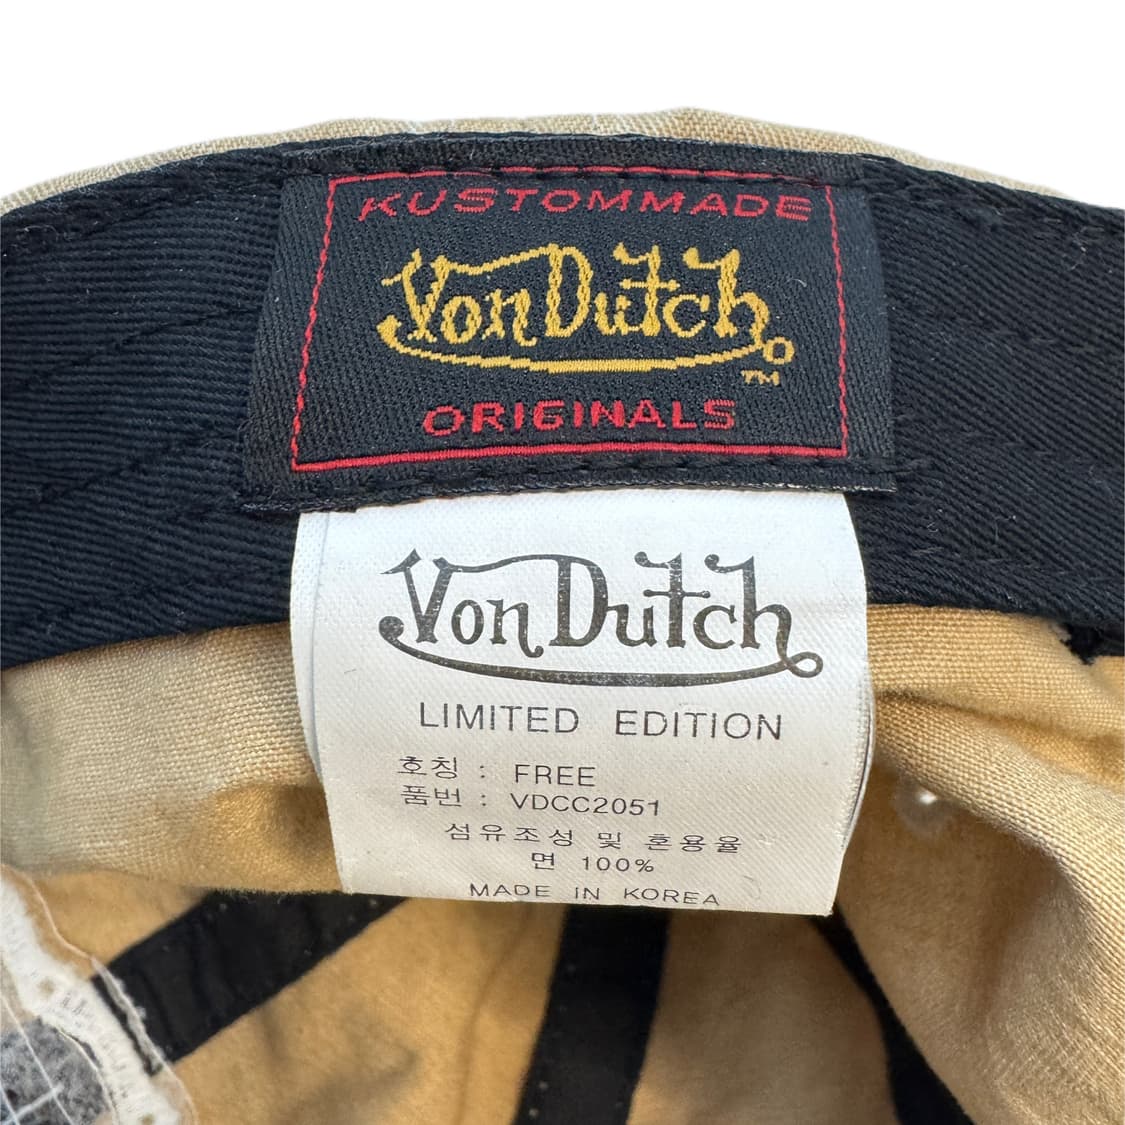 KUSTOMMADE
Von Dutch
TM
ORIGINALS
Von Dutch
LIMITED EDITION
호칭 : FREE
품번 : VDCC2051
섬유조성 및 혼용율
면 100%
MADE IN KOREA